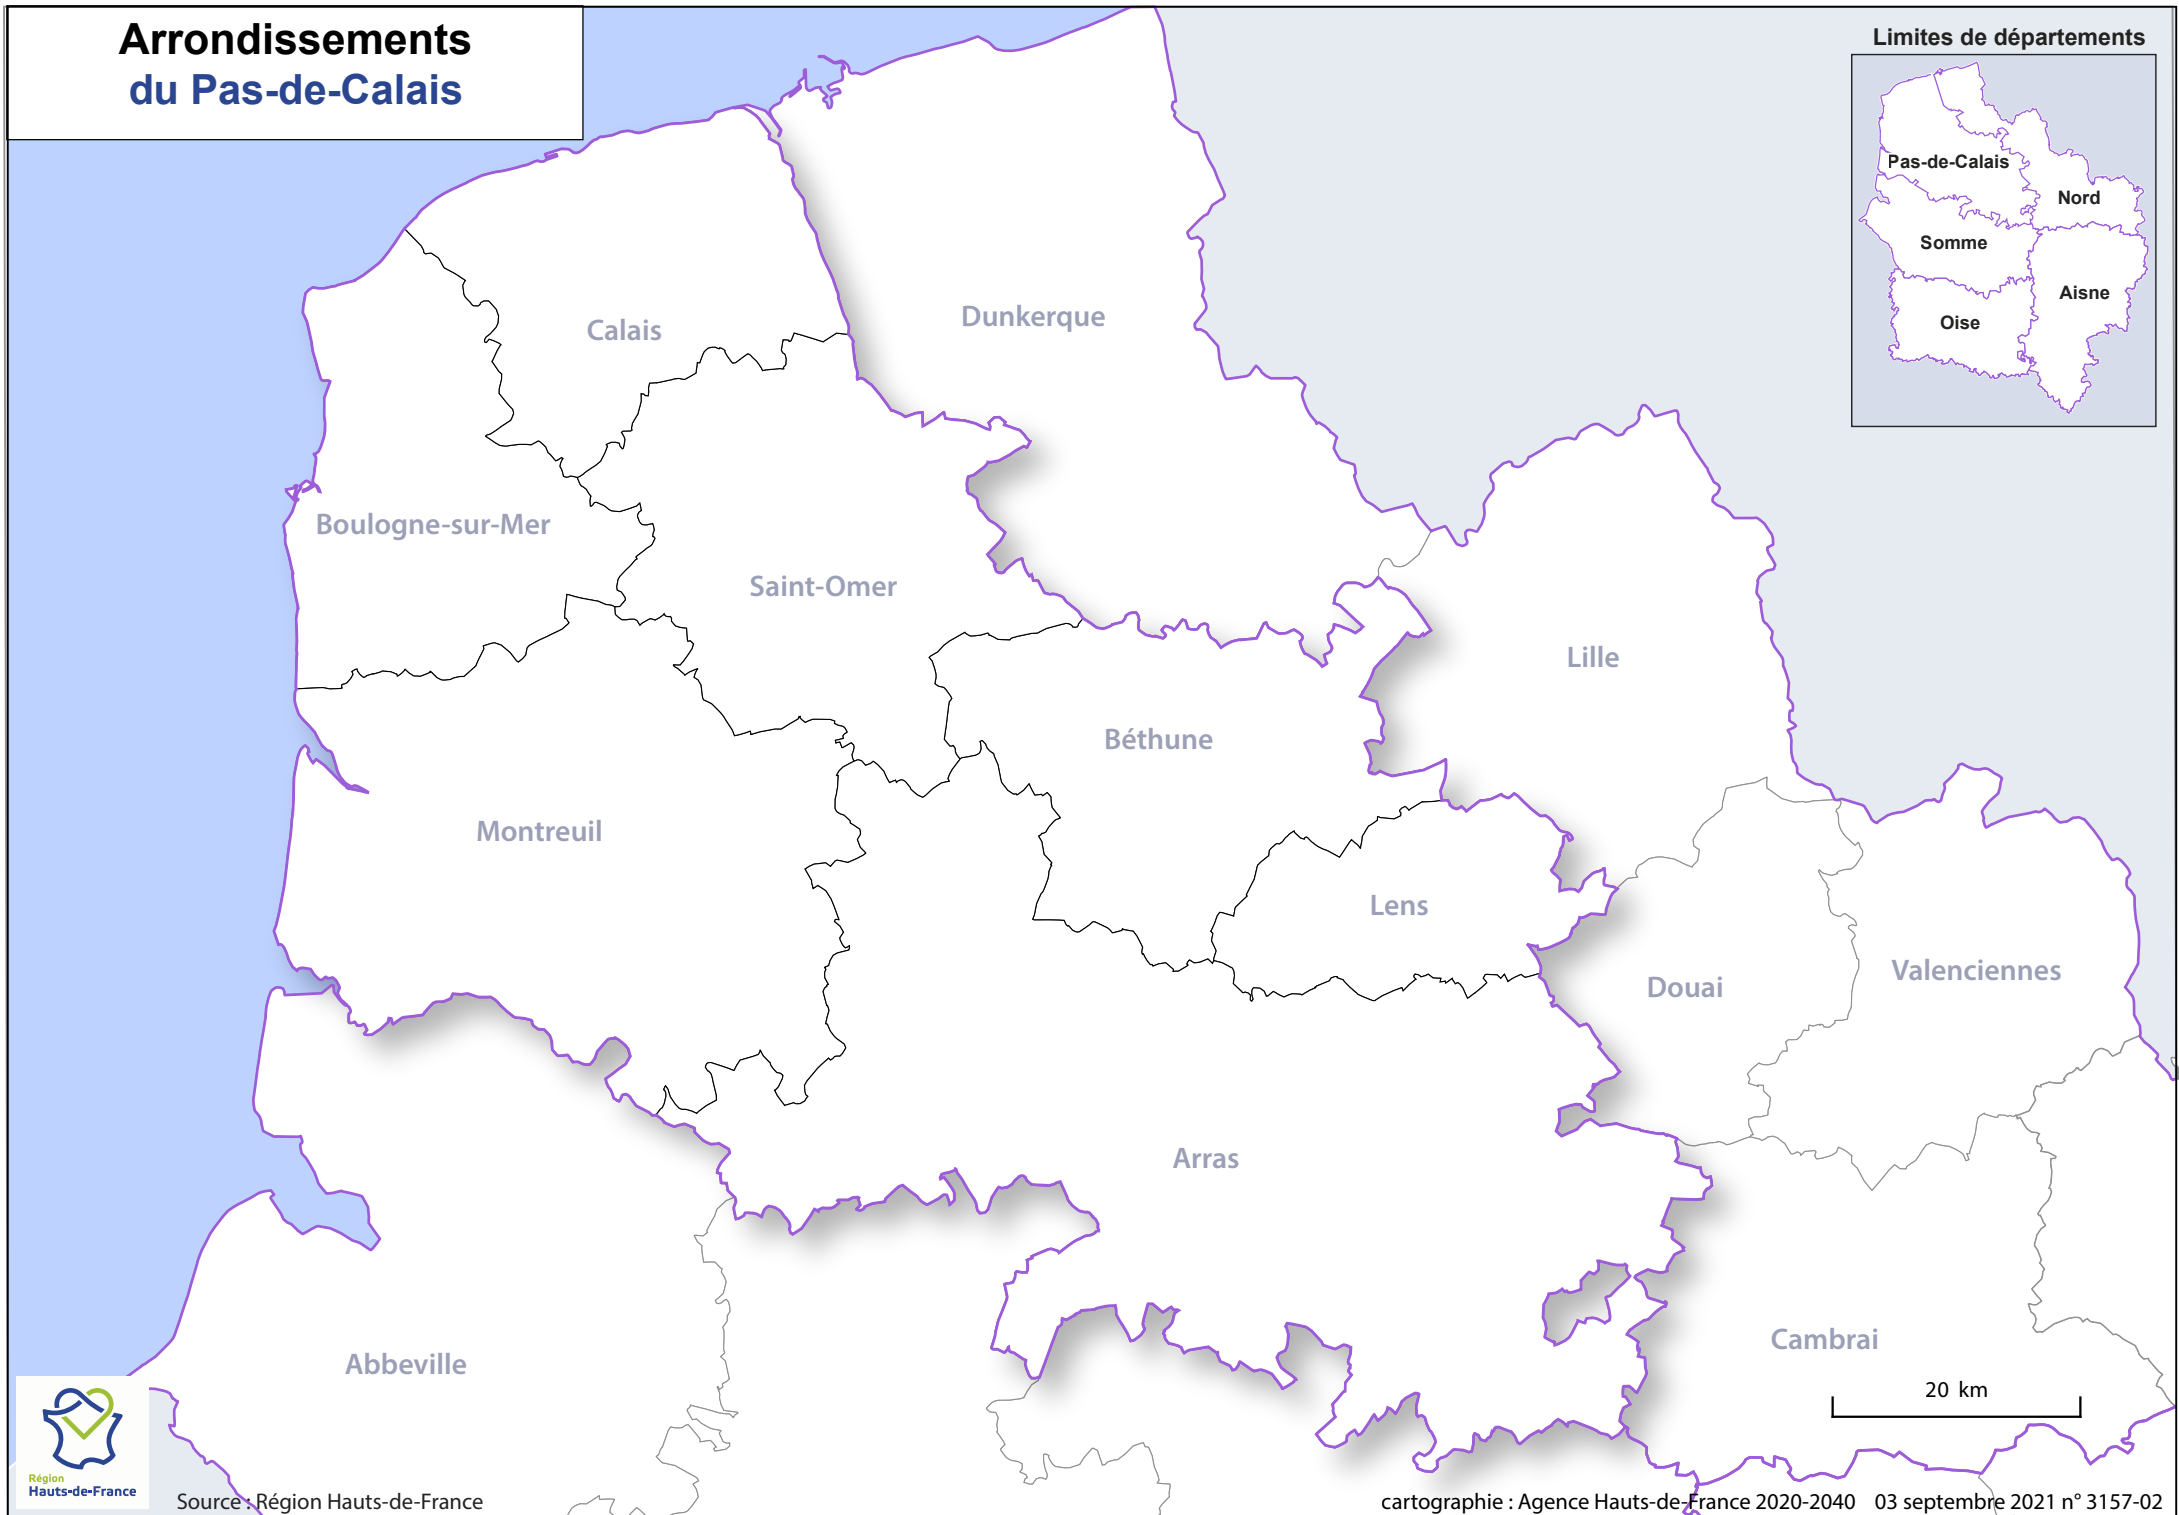 Arrondissements
du Pas-de-Calais
Limites de départements
Pas-de-Calais
Nord
Somme
Aisne
Oise
Calais
Dunkerque
Boulogne-sur-Mer
Saint-Omer
Lille
Béthune
Montreuil
Lens
Douai
Valenciennes
Arras
Cambrai
Abbeville
20 km
Région
Hauts-de-France
Source : Région Hauts-de-France
cartographie : Agence Hauts-de-France 2020-2040 03 septembre 2021 n° 3157-02